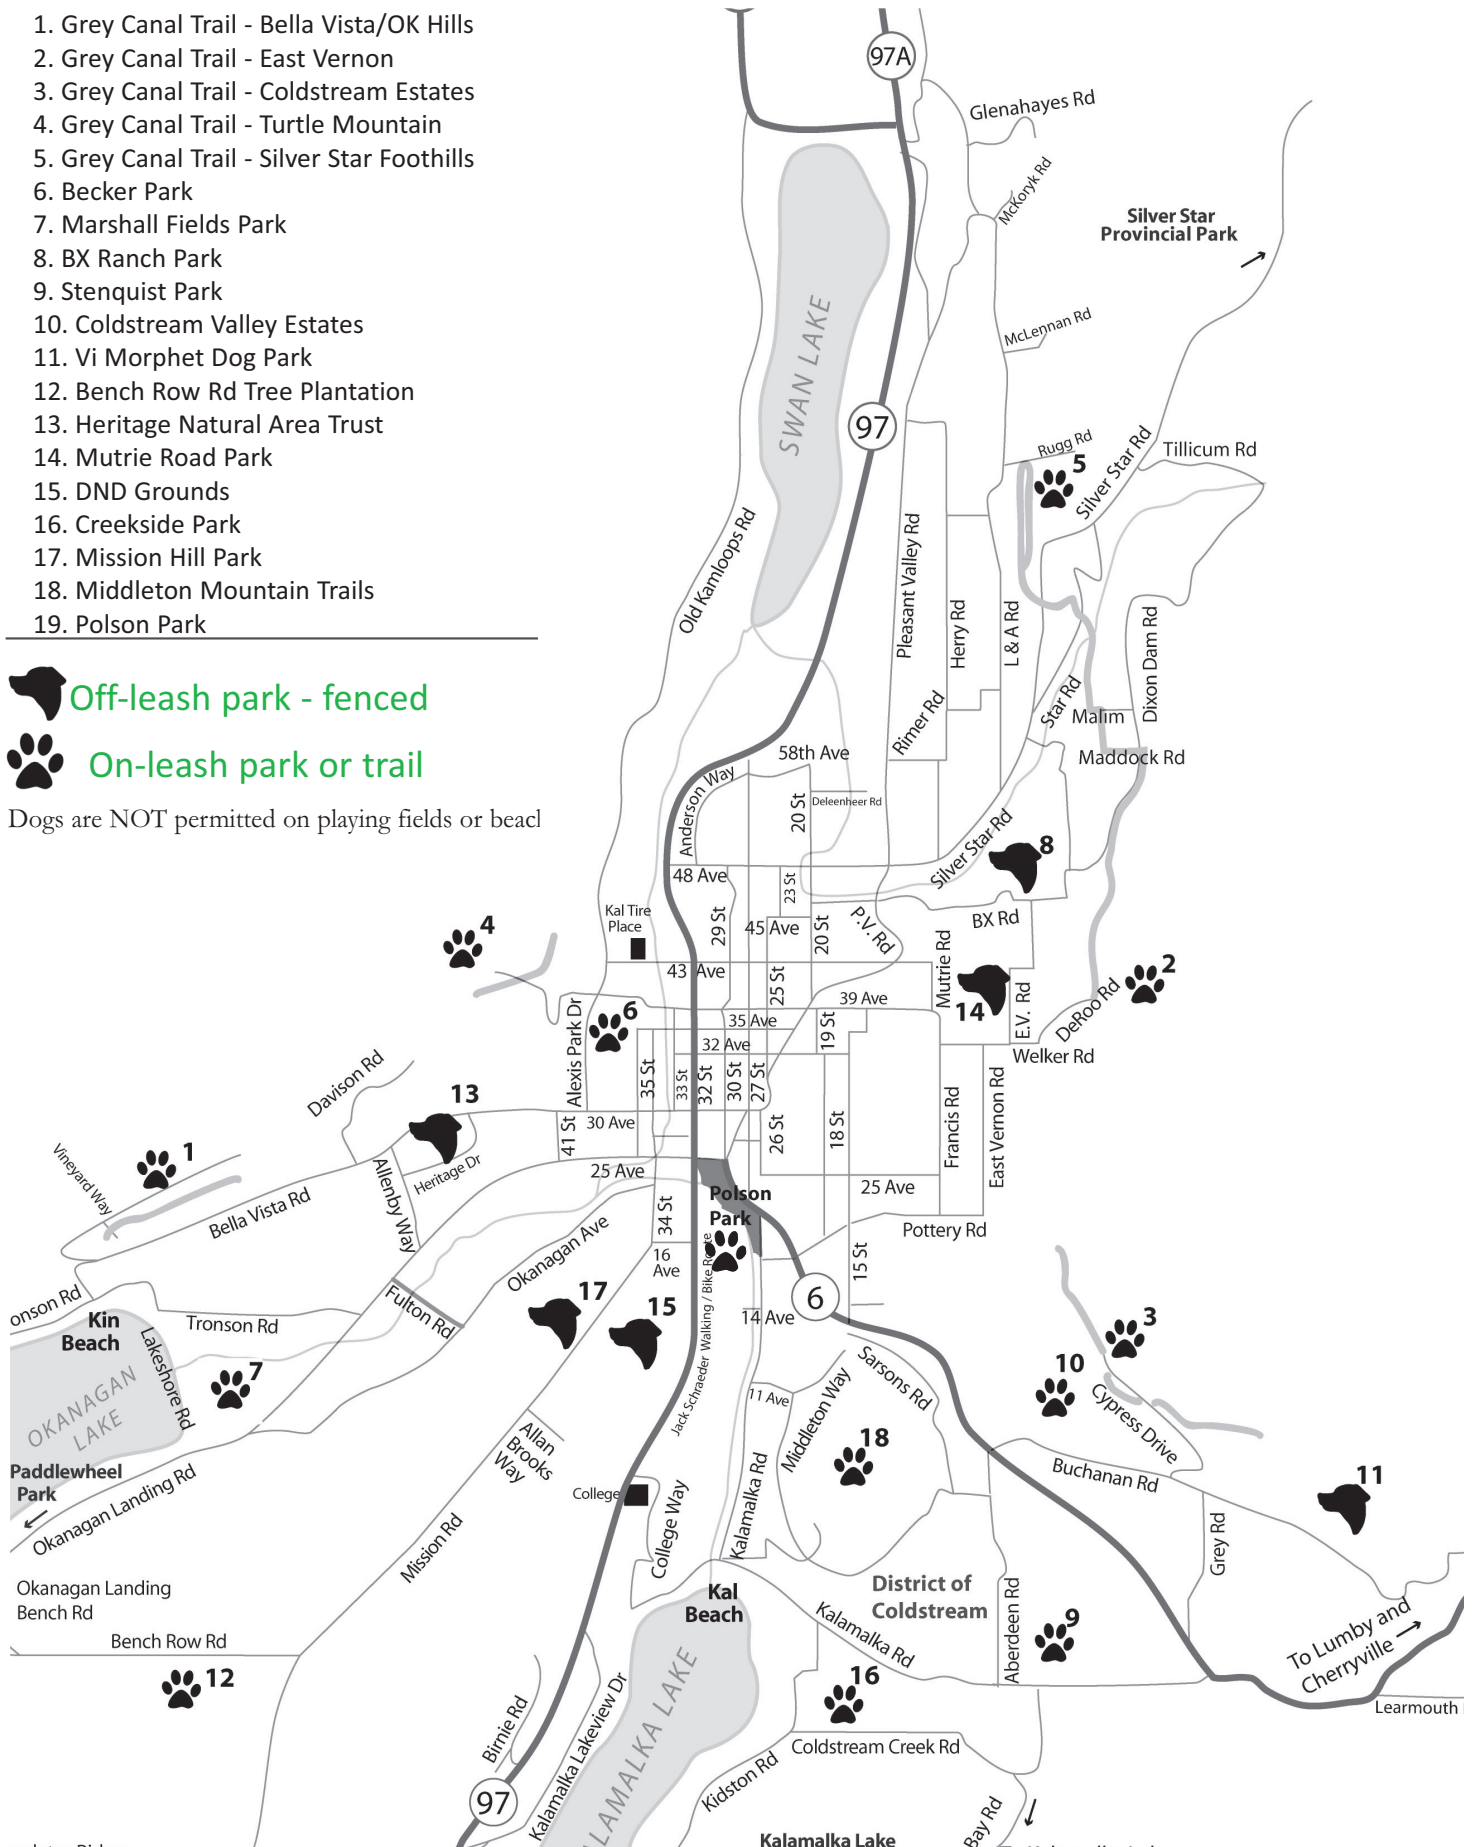 1. Grey Canal Trail - Bella Vista/OK Hills
2. Grey Canal Trail - East Vernon
3. Grey Canal Trail - Coldstream Estates
4. Grey Canal Trail - Turtle Mountain
5. Grey Canal Trail - Silver Star Foothills
6. Becker Park
7. Marshall Fields Park
8. BX Ranch Park
9. Stenquist Park
10. Coldstream Valley Estates
11. Vi Morphet Dog Park
12. Bench Row Rd Tree Plantation
13. Heritage Natural Area Trust
14. Mutrie Road Park
15. DND Grounds
16. Creekside Park
17. Mission Hill Park
18. Middleton Mountain Trails
19. Polson Park
Off-leash park - fenced
On-leash park or trail
Dogs are NOT permitted on playing fields or
97A
Glenahayes Rd
McKoryk Rd
Silver Star
Provincial Park
SWAN LAKE
McLennan Rd
97
Rugg Rd
5
Silver Star Rd
Tillicum Rd
Old Kamloops Rd
Pleasant Valley Rd
Herry Rd
L & A Rd
Dixon Dam Rd
Star Rd
Malim
Maddock Rd
Rimer Rd
58th Ave
Anderson Way
20 St
Deleenheer Rd
Silver Star Rd
8
48 Ave
23 St
29 St
45 Ave
20 St
P.V. Rd
BX Rd
Kal Tire
Place
4
43 Ave
25 St
Mutrie Rd
14
E.V. Rd
2
DeRoo Rd
39 Ave
6
Alexis Park Dr
35 Ave
19 St
32 Ave
Welker Rd
35 St
33 St
32 St
30 St
27 St
Davison Rd
13
41 St
30 Ave
26 St
18 St
Francis Rd
East Vernon Rd
Vineyard Way
1
Bella Vista Rd
Allenby Way
Heritage Dr
25 Ave
25 Ave
Polson
Park
34 St
Pottery Rd
16
Ave
15 St
Okanagan Ave
Jack Schraeder Walking / Bike Route
6
14 Ave
17
15
onson Rd
Kin
Beach
Tronson Rd
Fulton Rd
Lakeshore Rd
7
OKANAGAN
LAKE
3
10
Cypress Drive
Sarsons Rd
11 Ave
Middleton Way
18
Allan
Brooks
Way
Paddlewheel
Park
Okanagan Landing Rd
College
College Way
Kalamalka Rd
Buchanan Rd
11
Grey Rd
Mission Rd
Okanagan Landing
Bench Rd
Kal
Beach
District of
Coldstream
Kalamalka Rd
Aberdeen Rd
9
To Lumby and
Cherryville
Bench Row Rd
12
16
Learmouth
Birnie Rd
Kalamalka Lakeview Dr
LAMALKA LAKE
Coldstream Creek Rd
Kidston Rd
97
Bay Rd
Kalamalka Lake